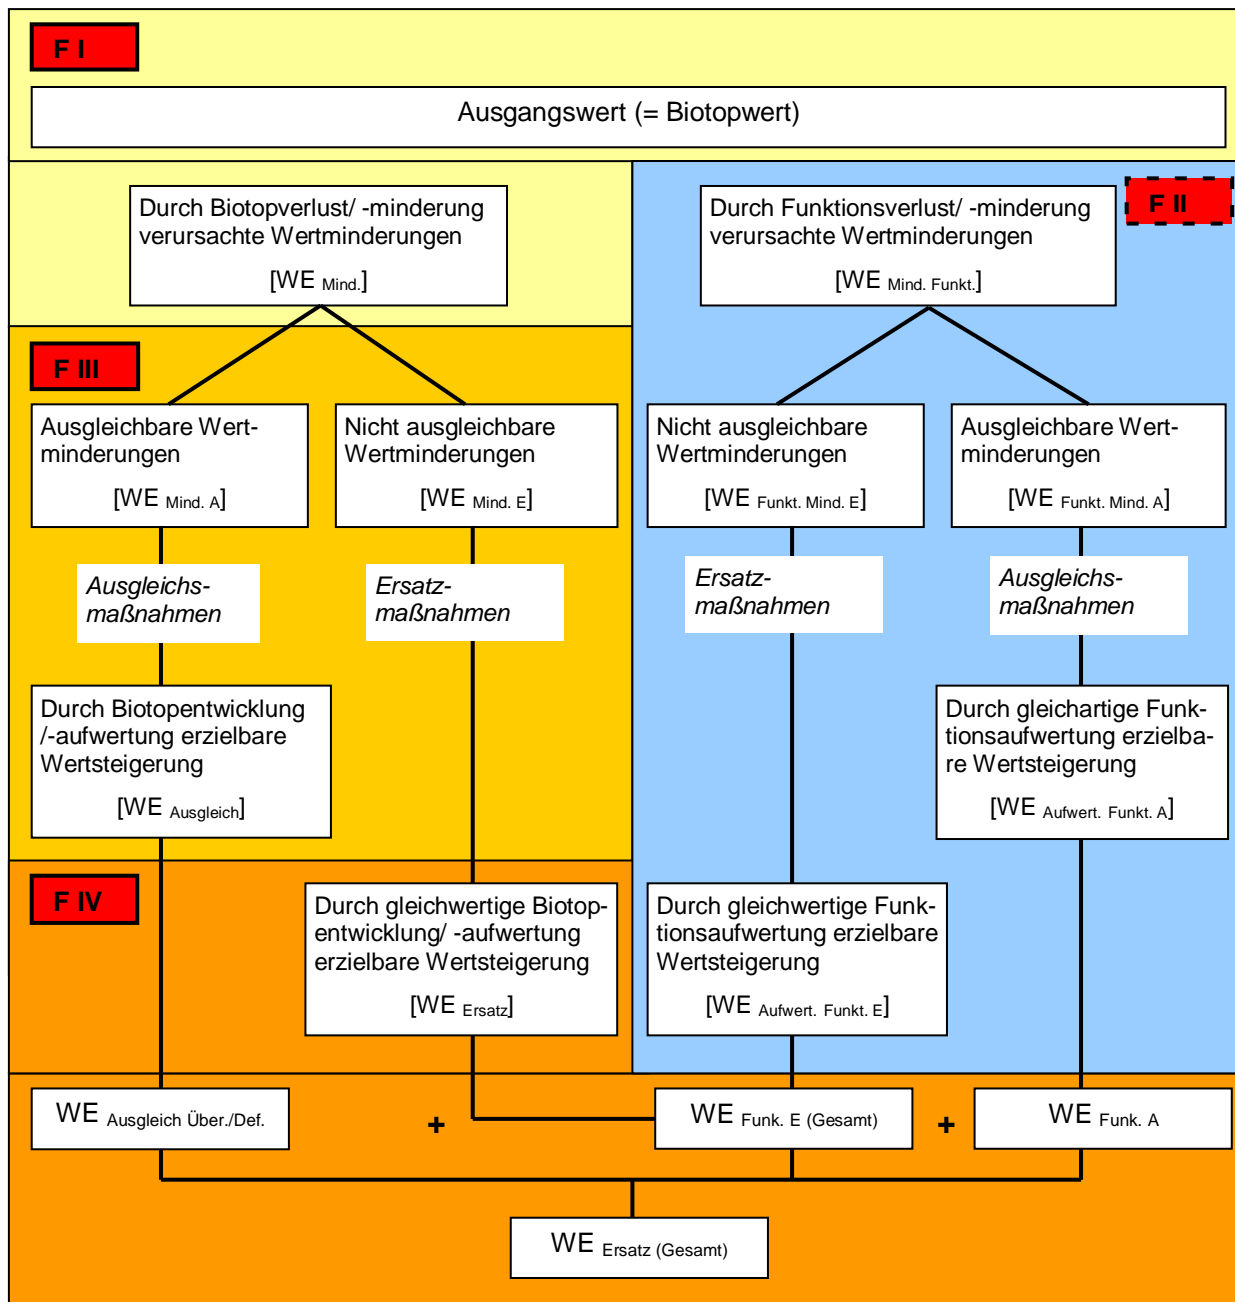 F I
Ausgangswert (= Biotopwert)
Durch Biotopverlust/ -minderung
verursachte Wertminderungen
[WE Mind.]
Durch Funktionsverlust/ -minderung
verursachte Wertminderungen
[WE Mind. Funkt.]
F II
F III
Ausgleichbare Wert-
minderungen
[WE Mind. A]
Nicht ausgleichbare
Wertminderungen
[WE Mind. E]
Nicht ausgleichbare
Wertminderungen
[WE Funkt. Mind. E]
Ausgleichbare Wert-
minderungen
[WE Funkt. Mind. A]
Ausgleichs-
maßnahmen
Ersatz-
maßnahmen
Ersatz-
maßnahmen
Ausgleichs-
maßnahmen
Durch Biotopentwicklung
/-aufwertung erzielbare
Wertsteigerung
[WE Ausgleich]
Durch gleichartige Funk-
tionsaufwertung erzielba-
re Wertsteigerung
[WE Aufwert. Funkt. A]
F IV
Durch gleichwertige Biotop-
entwicklung/ -aufwertung
erzielbare Wertsteigerung
[WE Ersatz]
Durch gleichwertige Funk-
tionsaufwertung erzielbare
Wertsteigerung
[WE Aufwert. Funkt. E]
WE Ausgleich Über./Def.
+
WE Funk. E (Gesamt)
+
WE Funk. A
WE Ersatz (Gesamt)